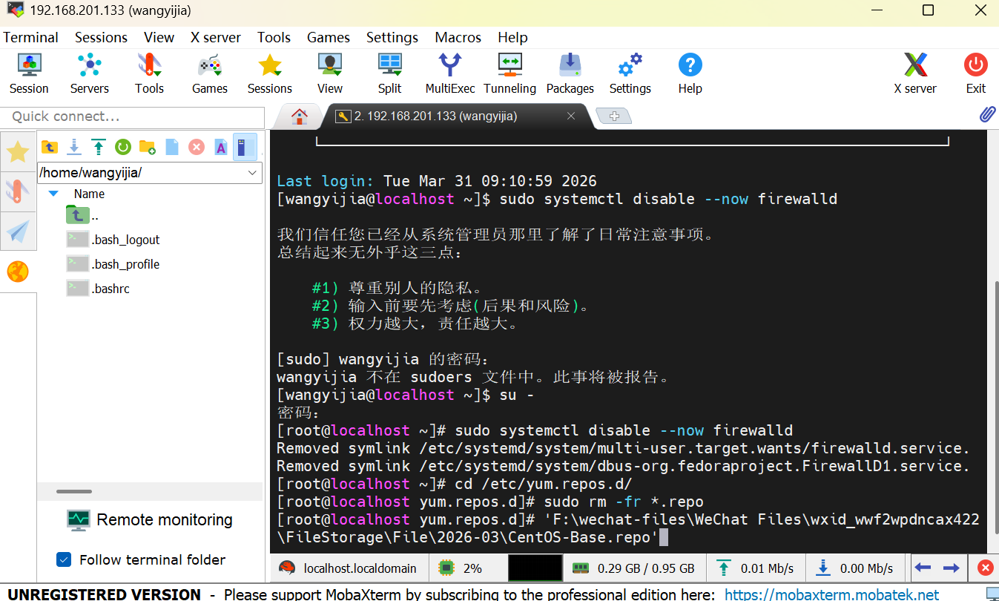 192.168.201.133 (wangyijia)
Terminal Sessions View X server Tools Games Settings Macros Help
Session Servers Tools Games Sessions View Split MultiExec Tunneling Packages Settings Help X server Exit
Quick connect...
2. 192.168.201.133 (wangyijia)
/home/wangyijia/
Name
..
.bash_logout
.bash_profile
.bashrc
Remote monitoring
Follow terminal folder
Last login: Tue Mar 31 09:10:59 2026
[wangyijia@localhost ~]$ sudo systemctl disable --now firewalld
我们信任您已经从系统管理员那里了解了日常注意事项。
总结起来无外乎这三点：
#1) 尊重别人的隐私。
#2) 输入前要先考虑(后果和风险)。
#3) 权力越大，责任越大。
[sudo] wangyijia 的密码：
wangyijia 不在 sudoers 文件中。此事将被报告。
[wangyijia@localhost ~]$ su -
密码：
[root@localhost ~]# sudo systemctl disable --now firewalld
Removed symlink /etc/systemd/system/multi-user.target.wants/firewalld.service.
Removed symlink /etc/systemd/system/dbus-org.fedoraproject.FirewallD1.service.
[root@localhost ~]# cd /etc/yum.repos.d/
[root@localhost yum.repos.d]# sudo rm -fr *.repo
[root@localhost yum.repos.d]# 'F:\wechat-files\WeChat Files\wxid_wwf2wpdncax422
\FileStorage\File\2026-03\CentOS-Base.repo'
localhost.localdomain 2% 0.29 GB / 0.95 GB 0.01 Mb/s 0.00 Mb/s
UNREGISTERED VERSION - Please support MobaXterm by subscribing to the professional edition here: https://mobaxterm.mobatek.net